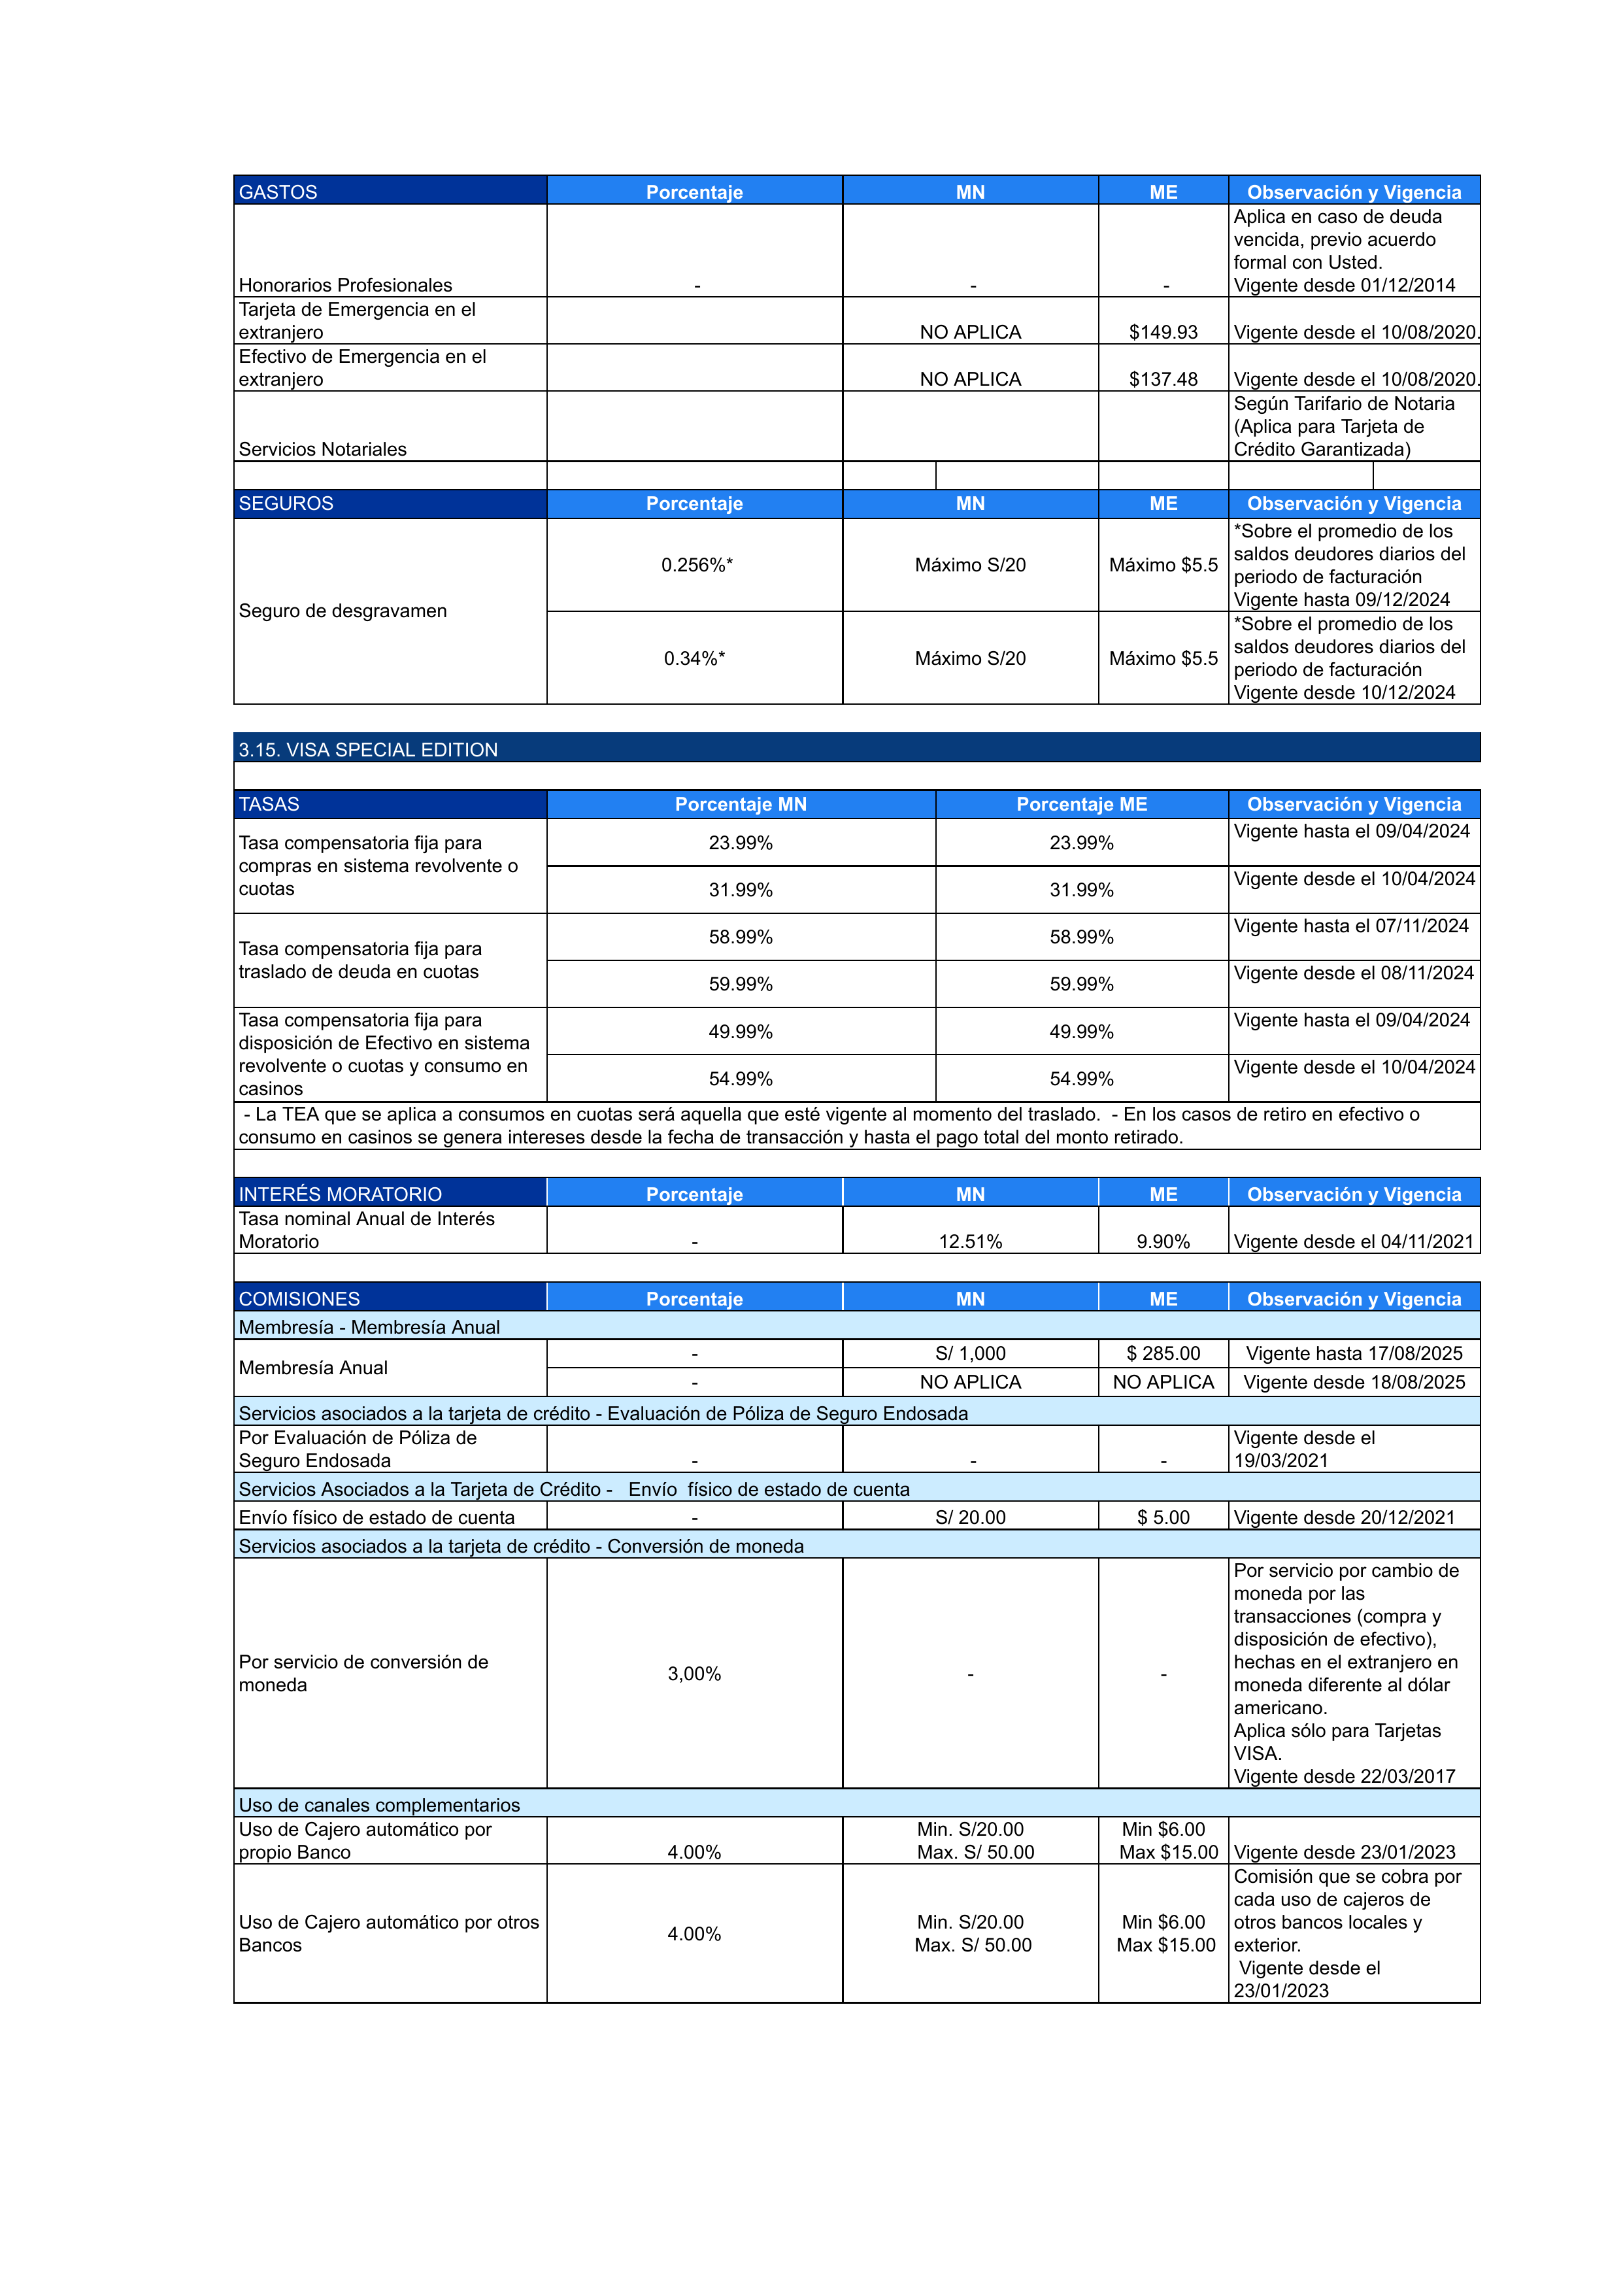 GASTOS Porcentaje MN ME Observación y Vigencia
Aplica en caso de deuda
vencida, previo acuerdo
formal con Usted.
Honorarios Profesionales - - - Vigente desde 01/12/2014
Tarjeta de Emergencia en el
extranjero NO APLICA $149.93 Vigente desde el 10/08/2020.
Efectivo de Emergencia en el
extranjero NO APLICA $137.48 Vigente desde el 10/08/2020.
Según Tarifario de Notaria
(Aplica para Tarjeta de
Servicios Notariales Crédito Garantizada)
SEGUROS Porcentaje MN ME Observación y Vigencia
Seguro de desgravamen
0.256%* Máximo S/20 Máximo $5.5
*Sobre el promedio de los
saldos deudores diarios del
periodo de facturación
Vigente hasta 09/12/2024
0.34%* Máximo S/20 Máximo $5.5
*Sobre el promedio de los
saldos deudores diarios del
periodo de facturación
Vigente desde 10/12/2024
3.15. VISA SPECIAL EDITION
TASAS Porcentaje MN Porcentaje ME Observación y Vigencia
Tasa compensatoria fija para
compras en sistema revolvente o
cuotas
23.99% 23.99% Vigente hasta el 09/04/2024
31.99% 31.99% Vigente desde el 10/04/2024
Tasa compensatoria fija para
traslado de deuda en cuotas
58.99% 58.99% Vigente hasta el 07/11/2024
59.99% 59.99% Vigente desde el 08/11/2024
Tasa compensatoria fija para
disposición de Efectivo en sistema
revolvente o cuotas y consumo en
casinos
49.99% 49.99% Vigente hasta el 09/04/2024
54.99% 54.99% Vigente desde el 10/04/2024
- La TEA que se aplica a consumos en cuotas será aquella que esté vigente al momento del traslado.  - En los casos de retiro en efectivo o
consumo en casinos se genera intereses desde la fecha de transacción y hasta el pago total del monto retirado.
INTERÉS MORATORIO Porcentaje MN ME Observación y Vigencia
Tasa nominal Anual de Interés
Moratorio - 12.51% 9.90% Vigente desde el 04/11/2021
COMISIONES Porcentaje MN ME Observación y Vigencia
Membresía - Membresía Anual
Membresía Anual
- S/ 1,000 $ 285.00 Vigente hasta 17/08/2025
- NO APLICA NO APLICA Vigente desde 18/08/2025
Servicios asociados a la tarjeta de crédito - Evaluación de Póliza de Seguro Endosada
Por Evaluación de Póliza de
Seguro Endosada - - -
Vigente desde el
19/03/2021
Servicios Asociados a la Tarjeta de Crédito -   Envío  físico de estado de cuenta
Envío físico de estado de cuenta - S/ 20.00 $ 5.00 Vigente desde 20/12/2021
Servicios asociados a la tarjeta de crédito - Conversión de moneda
Por servicio de conversión de
moneda
3,00% - -
Por servicio por cambio de
moneda por las
transacciones (compra y
disposición de efectivo),
hechas en el extranjero en
moneda diferente al dólar
americano.
Aplica sólo para Tarjetas
VISA.
Vigente desde 22/03/2017
Uso de canales complementarios
Uso de Cajero automático por
propio Banco
4.00%
Min. S/20.00
Max. S/ 50.00
Min $6.00
Max $15.00
Vigente desde 23/01/2023
Uso de Cajero automático por otros
Bancos
4.00%
Min. S/20.00
Max. S/ 50.00
Min $6.00
Max $15.00
Comisión que se cobra por
cada uso de cajeros de
otros bancos locales y
exterior.
Vigente desde el
23/01/2023